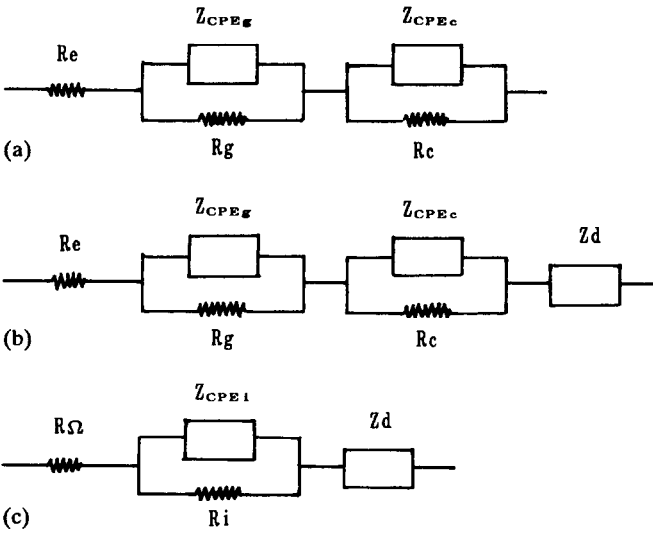 Z_CPEg Z_CPEc
Re
Rg Rc
(a)
Z_CPEg Z_CPEc
Re Zd
Rg Rc
(b)
Z_CPEi
RΩ Zd
Ri
(c)